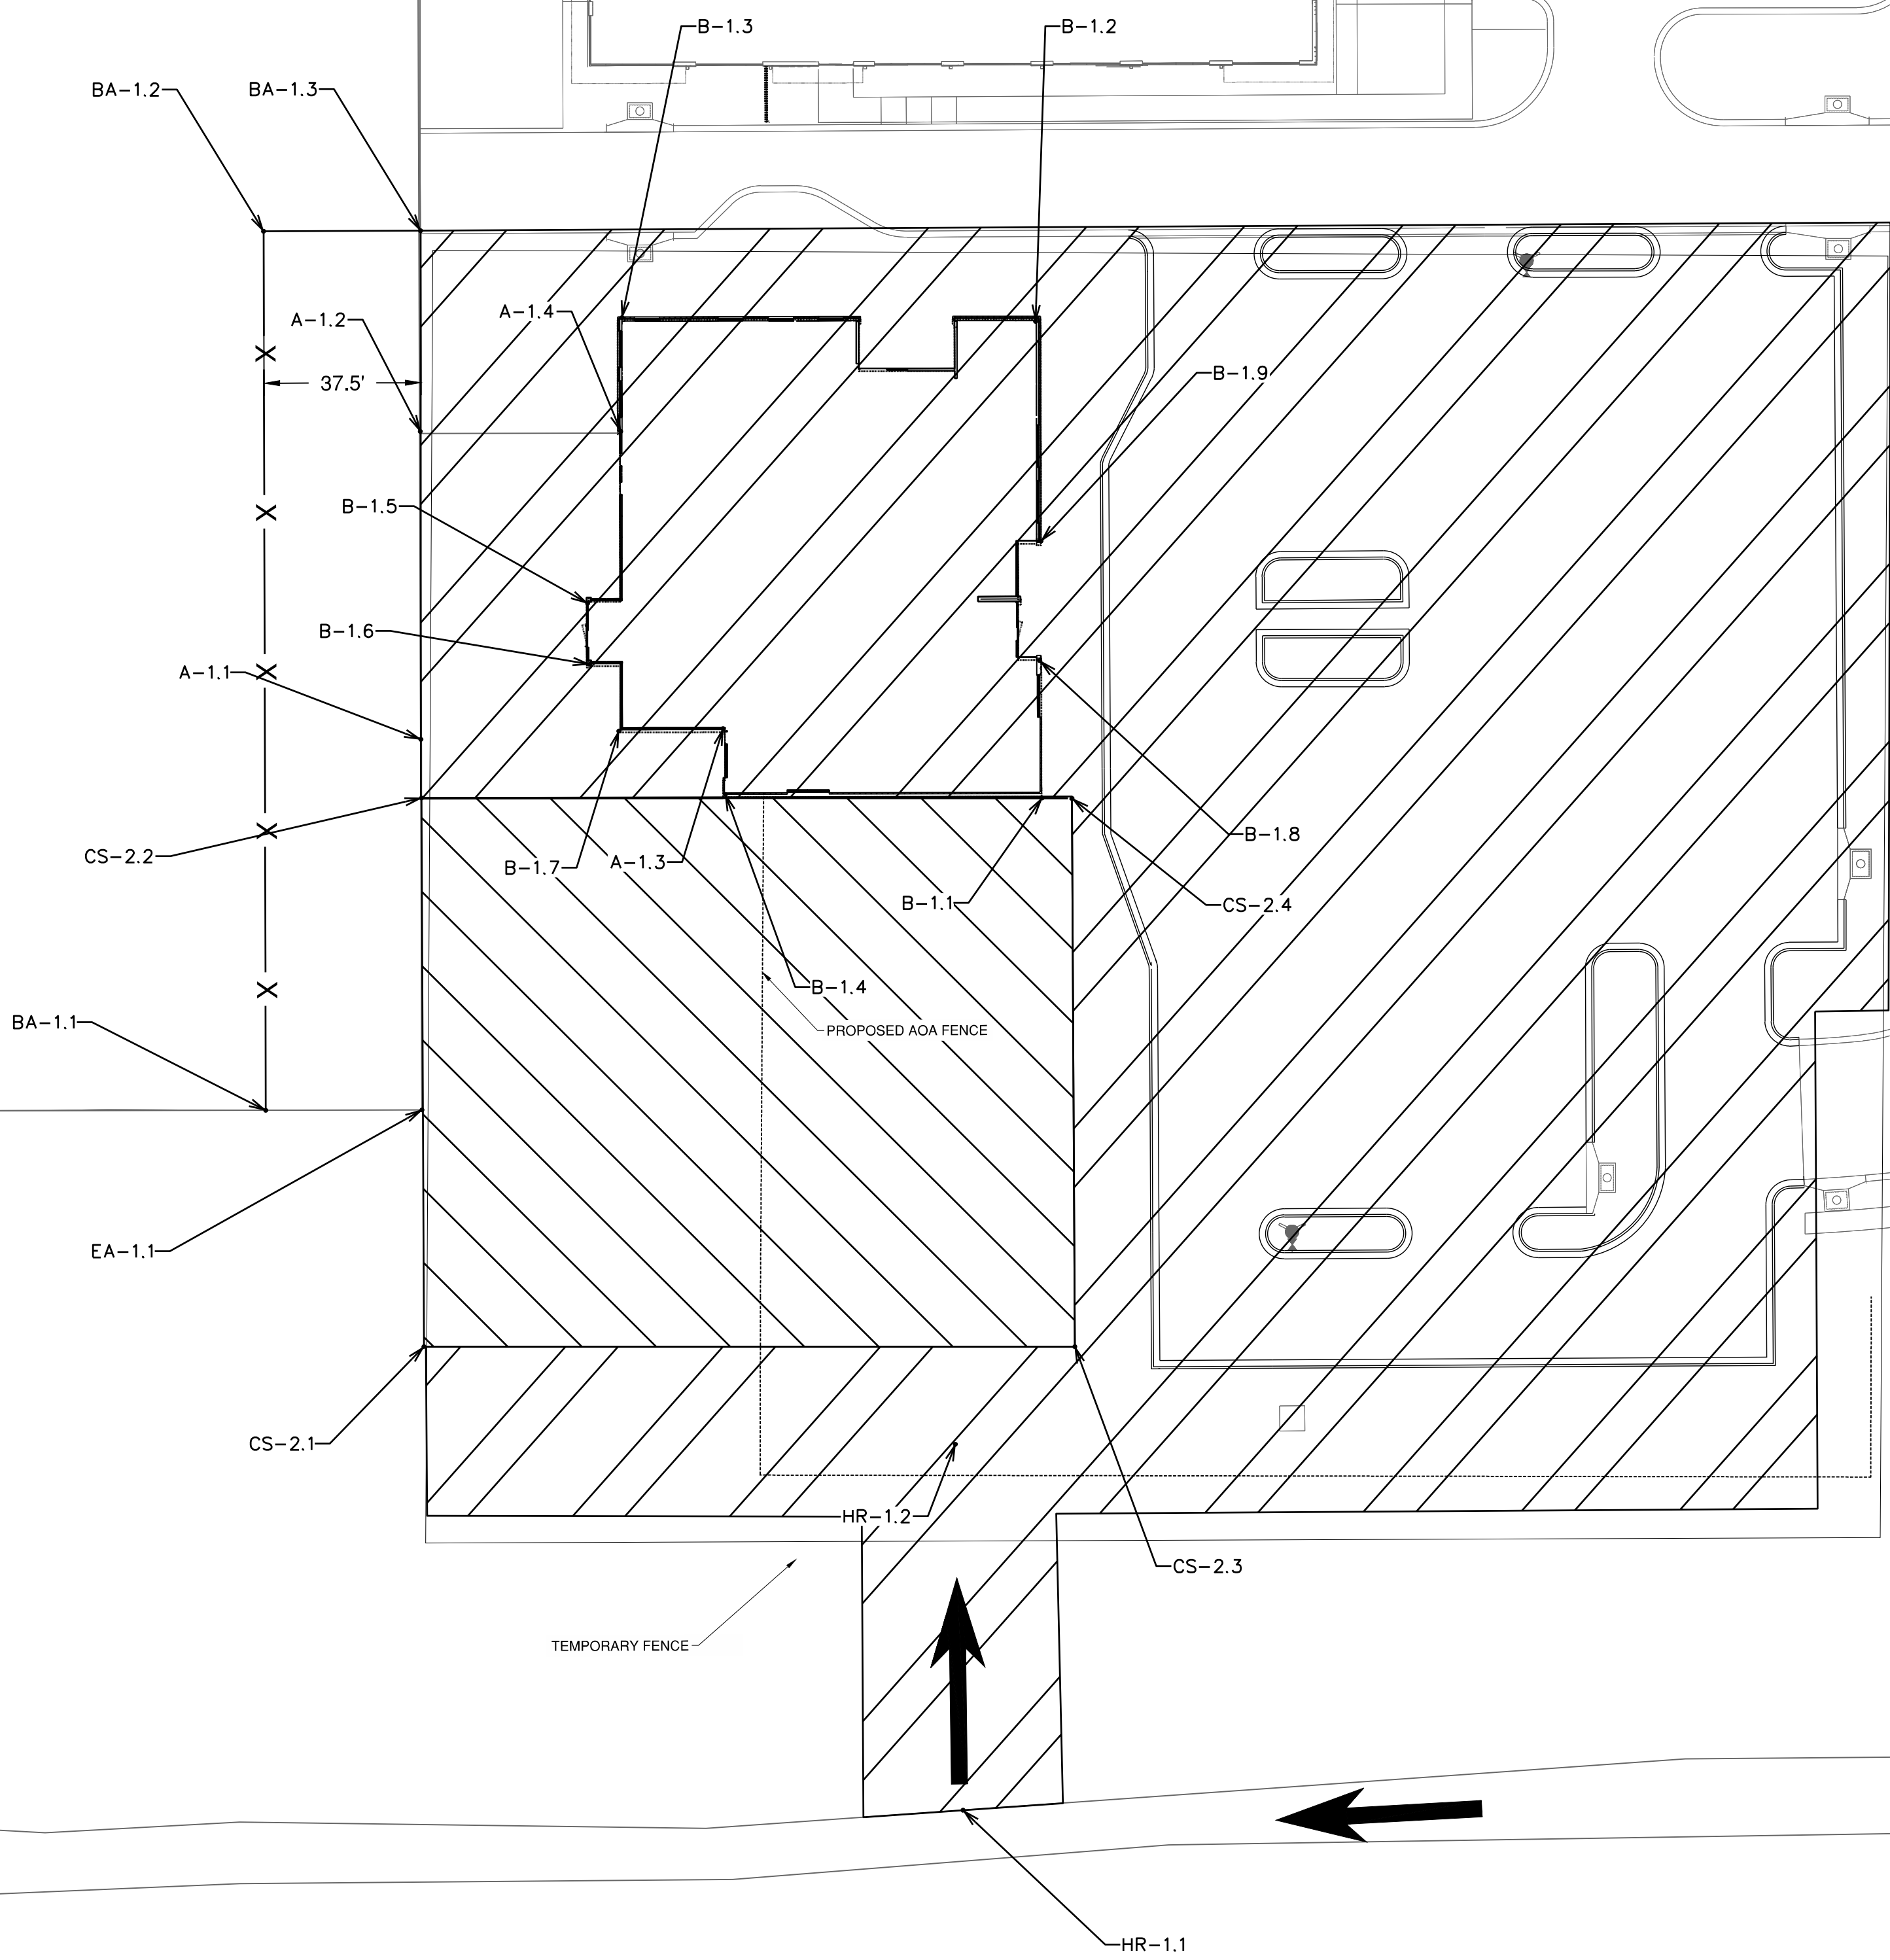 B-1.3
B-1.2
BA-1.2
BA-1.3
A-1.4
A-1.2
B-1.9
37.5'
X
B-1.5
X
B-1.6
A-1.1
X
X
B-1.8
CS-2.2
A-1.3
B-1.7
B-1.1
CS-2.4
B-1.4
X
BA-1.1
PROPOSED AOA FENCE
EA-1.1
CS-2.1
HR-1.2
CS-2.3
TEMPORARY FENCE
HR-1.1